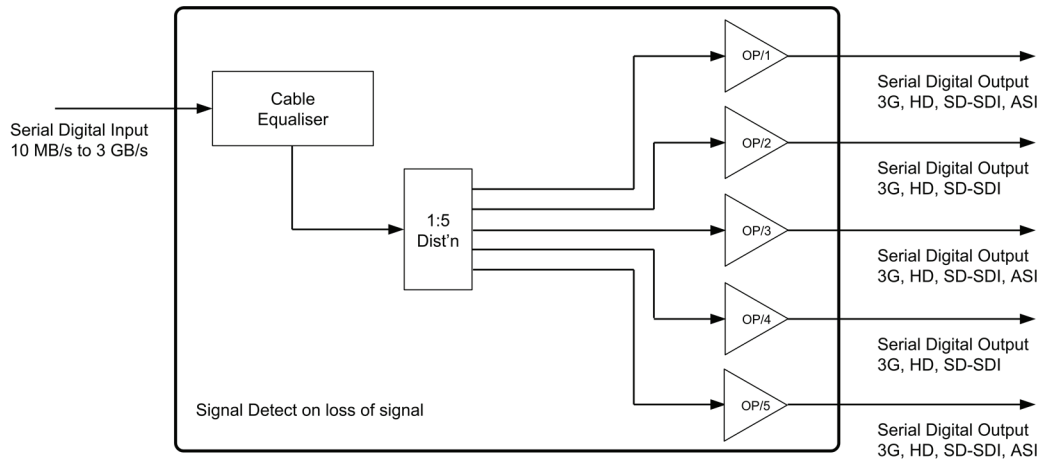 Serial Digital Input
10 MB/s to 3 GB/s
Cable
Equaliser
1:5
Dist'n
OP/1
Serial Digital Output
3G, HD, SD-SDI, ASI
OP/2
Serial Digital Output
3G, HD, SD-SDI
OP/3
Serial Digital Output
3G, HD, SD-SDI, ASI
OP/4
Serial Digital Output
3G, HD, SD-SDI
OP/5
Serial Digital Output
3G, HD, SD-SDI, ASI
Signal Detect on loss of signal